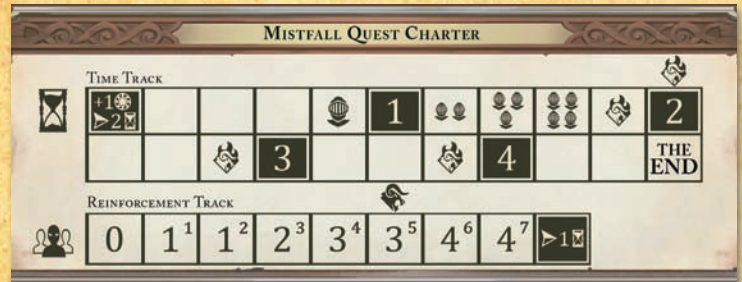 MISTFALL QUEST CHARTER
TIME TRACK
+1
2
1
2
3
4
THE
END
REINFORCEMENT TRACK
0 1¹ 1² 2³ 3⁴ 3⁵ 4⁶ 4⁷ 1